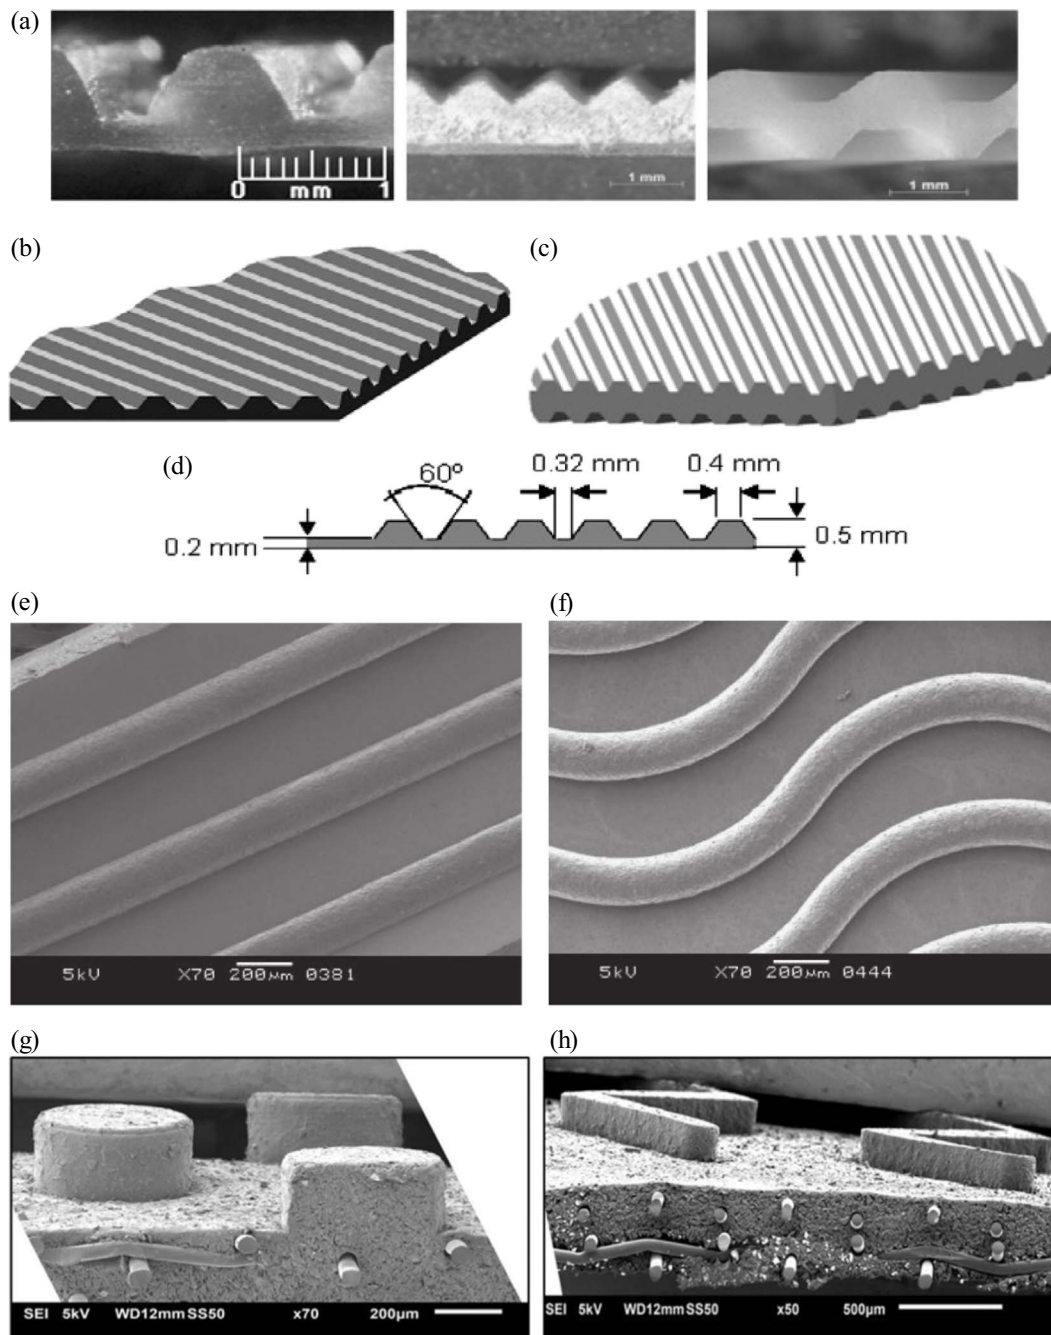 (a)
0 mm 1
1 mm
1 mm
(b)
(c)
(d)
60º
0.32 mm
0.4 mm
0.2 mm
0.5 mm
(e)
(f)
5kV X70 200µm 0381
5kV X70 200µm 0444
(g)
(h)
SEI 5kV WD12mm SS50 x70 200µm
SEI 5kV WD12mm SS50 x50 500µm